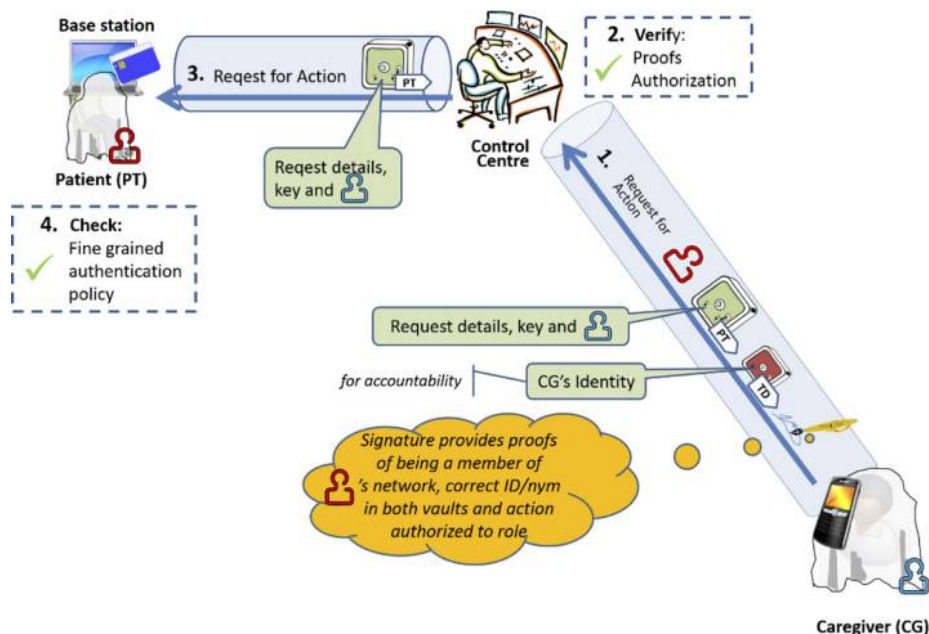 Base station
3. Reqest for Action
PT
2. Verify:
Proofs
Authorization
Control
Centre
Reqest details,
key and
Patient (PT)
4. Check:
Fine grained
authentication
policy
1. Request for
Action
Request details, key and
PT
for accountability
CG's Identity
TD
Signature provides proofs
of being a member of
's network, correct ID/nym
in both vaults and action
authorized to role
Caregiver (CG)